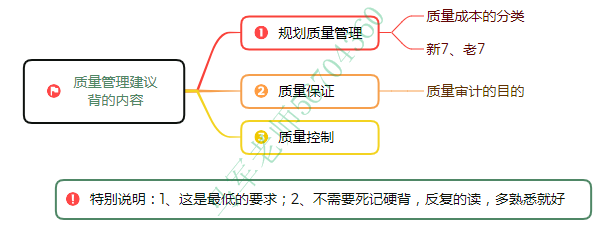 质量管理建议
背的内容
1 规划质量管理
质量成本的分类
新7、老7
2 质量保证
质量审计的目的
3 质量控制
特别说明：1、这是最低的要求；2、不需要死记硬背，反复的读，多熟悉就好